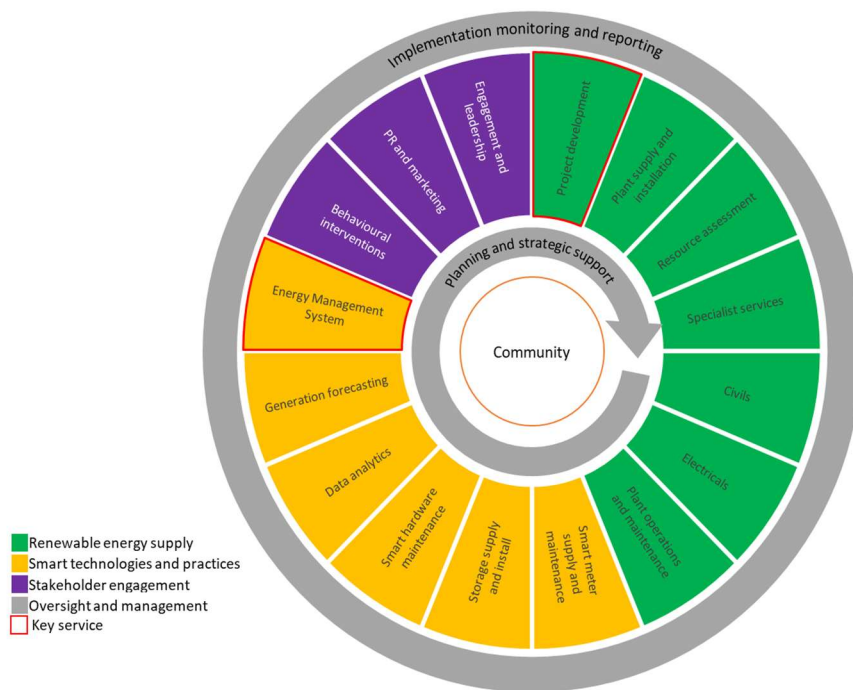 Implementation monitoring and reporting
Engagement and
leadership
Project development
PR and marketing
Plant supply and
installation
Behavioural
interventions
Resource assessment
Planning and strategic support
Energy Management
System
Specialist services
Community
Generation forecasting
Civils
Data analytics
Electricals
Smart hardware
maintenance
Storage supply
and install
Smart meter
supply and
maintenance
Plant operations
and maintenance
Renewable energy supply
Smart technologies and practices
Stakeholder engagement
Oversight and management
Key service